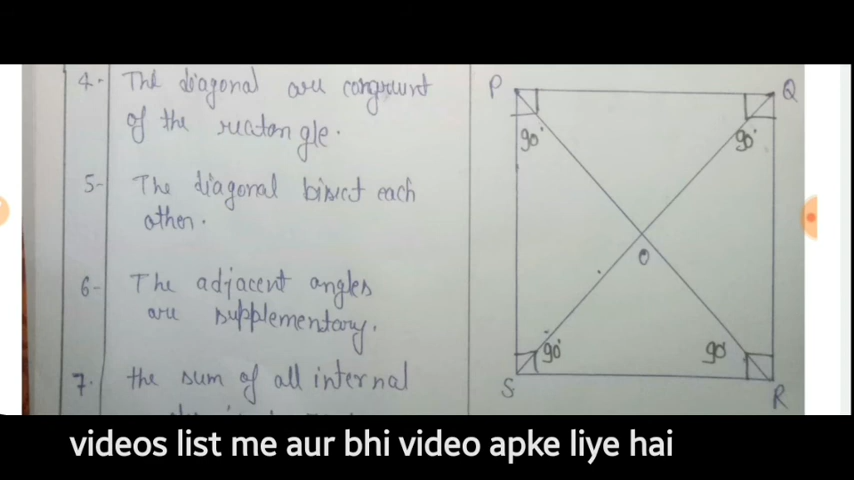 4- The diagonal are congruent
of the rectangle.
5- The diagonal bisect each
other.
6- The adjacent angles
are supplementary.
7. the sum of all internal
P
Q
90°
90°
O
90°
90°
S
R
videos list me aur bhi video apke liye hai